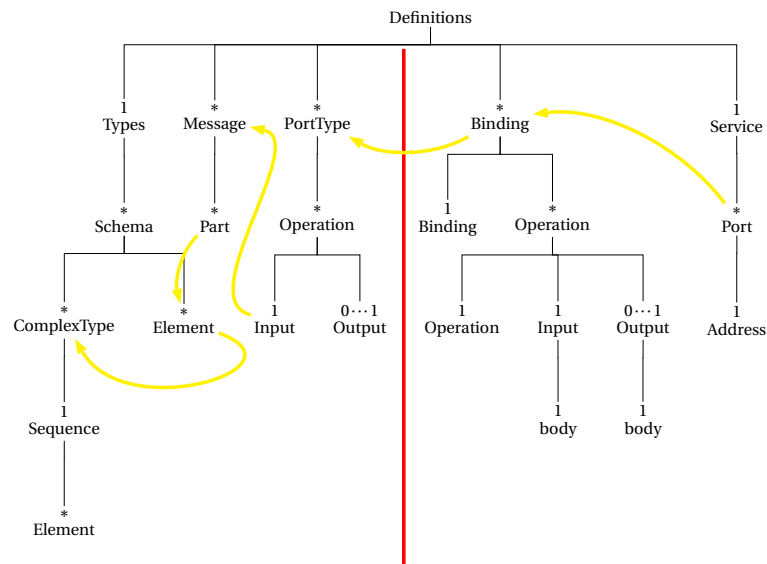 Definitions
1 * * * 1
Types Message PortType Binding Service
* * * 1 * *
Schema Part Operation Binding Operation Port
* * 1 0···1 1 1 0···1 1
ComplexType Element Input Output Operation Input Output Address
1 1 1
Sequence body body
*
Element